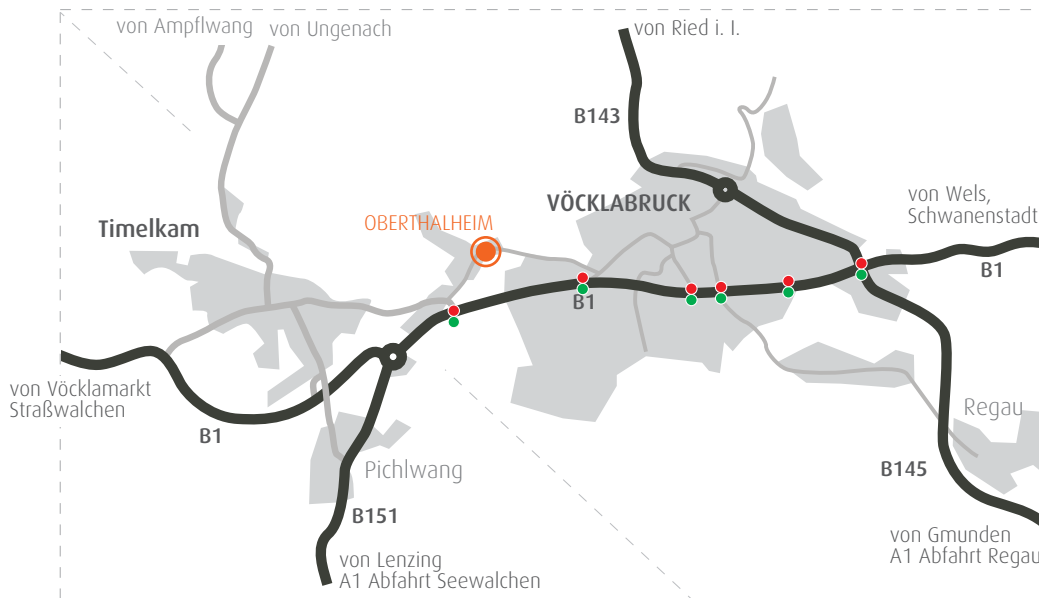 von Ampflwang
von Ungenach
von Ried i. I.
B143
VÖCKLABRUCK
von Wels,
Schwanenstadt
B1
Timelkam
OBERTHALHEIM
B1
von Vöcklamarkt
Straßwalchen
B1
Pichlwang
B151
von Lenzing
A1 Abfahrt Seewalchen
Regau
B145
von Gmunden
A1 Abfahrt Regau